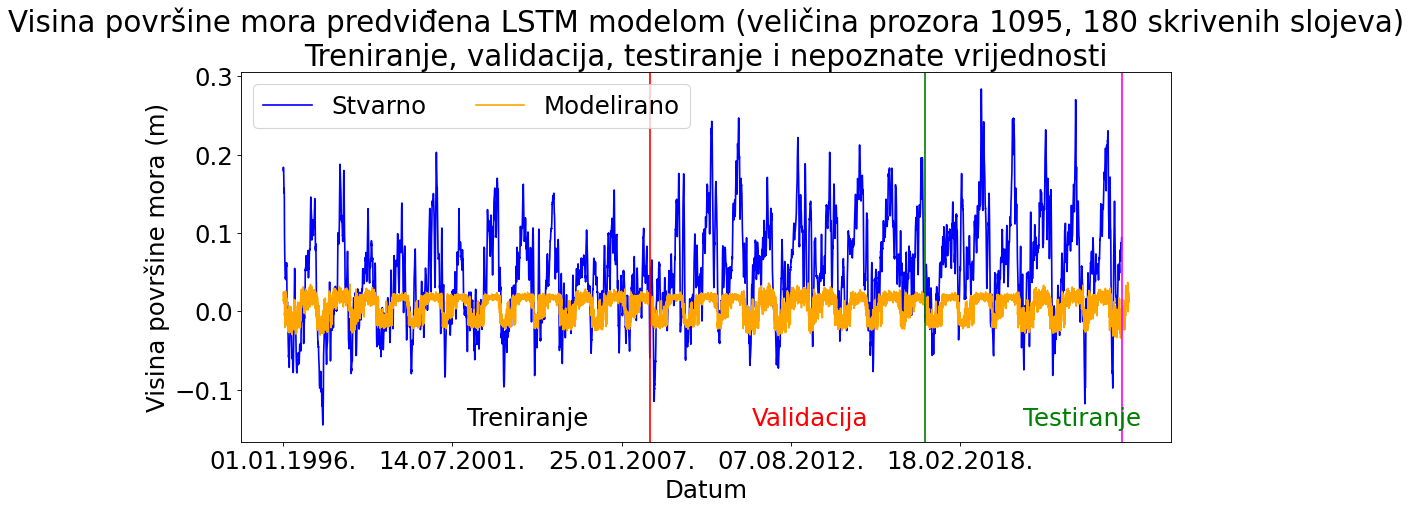 Visina površine mora predviđena LSTM modelom (veličina prozora 1095, 180 skrivenih slojeva)
Treniranje, validacija, testiranje i nepoznate vrijednosti
Stvarno Modelirano
Visina površine mora (m)
0.3
0.2
0.1
0.0
−0.1
Treniranje Validacija Testiranje
01.01.1996. 14.07.2001. 25.01.2007. 07.08.2012. 18.02.2018.
Datum